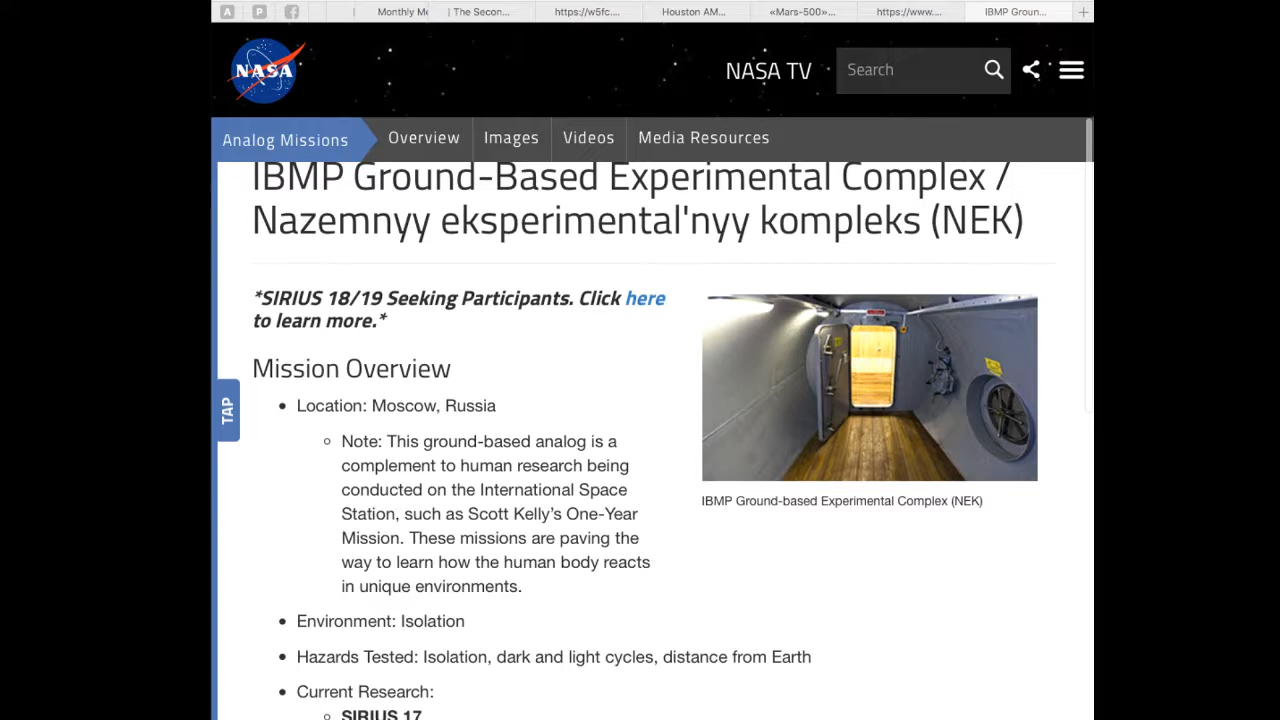 A P
Monthly Me | The Secon... https://w5fc.... Houston AM... «Mars-500»... https://www.... IBMP Groun... +
NASA
NASA TV
Search
Analog Missions Overview Images Videos Media Resources
IBMP Ground-Based Experimental Complex /
Nazemnyy eksperimental'nyy kompleks (NEK)
*SIRIUS 18/19 Seeking Participants. Click here
to learn more.*
Mission Overview
• Location: Moscow, Russia
◦ Note: This ground-based analog is a
complement to human research being
conducted on the International Space
Station, such as Scott Kelly’s One-Year
Mission. These missions are paving the
way to learn how the human body reacts
in unique environments.
• Environment: Isolation
• Hazards Tested: Isolation, dark and light cycles, distance from Earth
• Current Research:
◦ SIRIUS 17
IBMP Ground-based Experimental Complex (NEK)
TAP